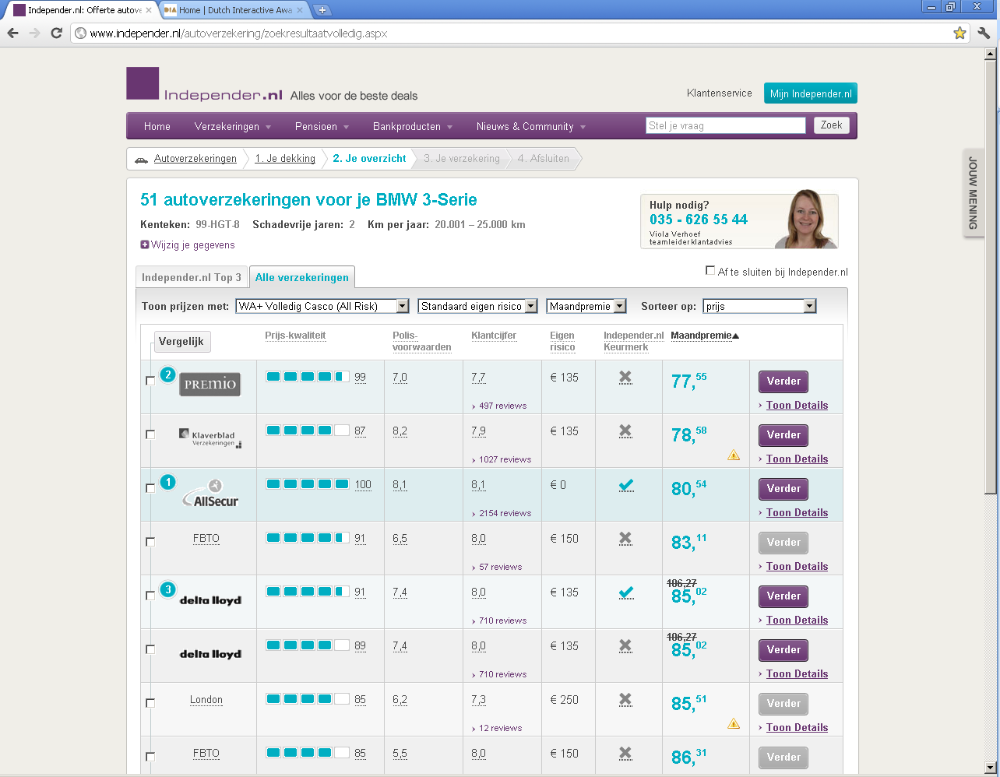 Independer.nl: Offerte autove
Home | Dutch Interactive Awa
www.independer.nl/autoverzekering/zoekresultaatvolledig.aspx
Independer.nl Alles voor de beste deals
Klantenservice
Mijn Independer.nl
Home Verzekeringen Pensioen Bankproducten Nieuws & Community
Stel je vraag
Zoek
Autoverzekeringen 1. Je dekking 2. Je overzicht 3. Je verzekering 4. Afsluiten
JOUW MENING
51 autoverzekeringen voor je BMW 3-Serie
Kenteken: 99-HGT-8 Schadevrije jaren: 2 Km per jaar: 20.001 – 25.000 km
Wijzig je gegevens
Hulp nodig?
035 - 626 55 44
Viola Verhoef
teamleider klantadvies
Independer.nl Top 3
Alle verzekeringen
Af te sluiten bij Independer.nl
Toon prijzen met: WA+ Volledig Casco (All Risk) Standaard eigen risico Maandpremie Sorteer op: prijs
Vergelijk
Prijs-kwaliteit
Polis-
voorwaarden
Klantcijfer
Eigen
risico
Independer.nl
Keurmerk
Maandpremie
2 PREMIO 99 7,0 7,7 € 135 77,55 Verder
497 reviews Toon Details
Klaverblad
Verzekeringen
87 8,2 7,9 € 135 78,58 Verder
1027 reviews Toon Details
1 AllSecur 100 8,1 8,1 € 0 80,54 Verder
2154 reviews Toon Details
FBTO 91 6,5 8,0 € 150 83,11 Verder
57 reviews Toon Details
106,27
3 delta lloyd 91 7,4 8,0 € 135 85,02 Verder
710 reviews Toon Details
106,27
delta lloyd 89 7,4 8,0 € 135 85,02 Verder
710 reviews Toon Details
London 85 6,2 7,3 € 250 85,51 Verder
12 reviews Toon Details
FBTO 85 5,5 8,0 € 150 86,31 Verder